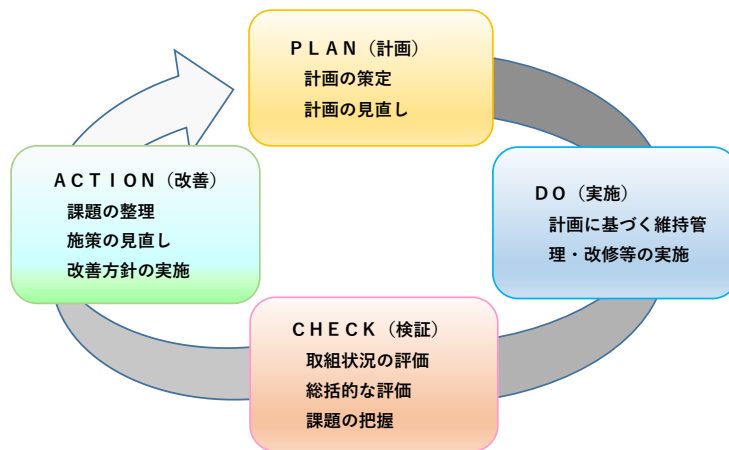 ＰＬＡＮ（計画）
計画の策定
計画の見直し
ＤＯ（実施）
計画に基づく維持管
理・改修等の実施
ＣＨＥＣＫ（検証）
取組状況の評価
総括的な評価
課題の把握
ＡＣＴＩＯＮ（改善）
課題の整理
施策の見直し
改善方針の実施